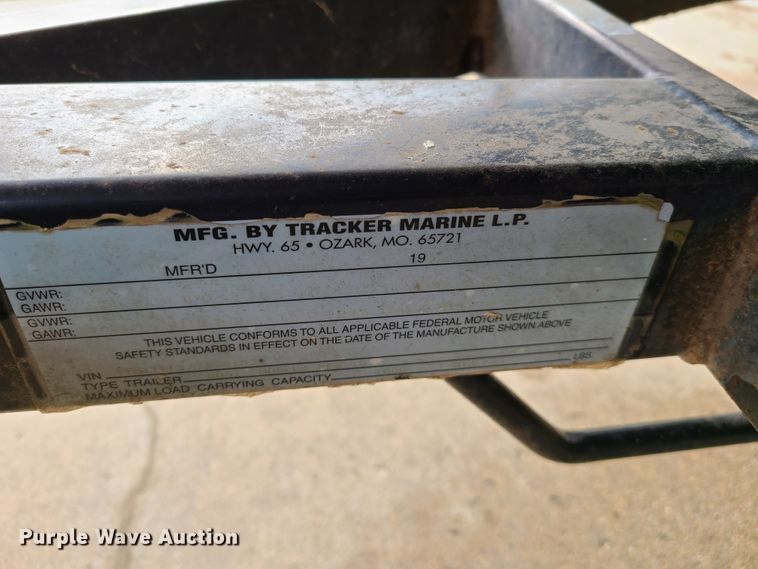 MFG. BY TRACKER MARINE L.P.
HWY. 65 • OZARK, MO. 65721
MFR'D 19
GVWR:
GAWR:
GVWR:
GAWR:
THIS VEHICLE CONFORMS TO ALL APPLICABLE FEDERAL MOTOR VEHICLE
SAFETY STANDARDS IN EFFECT ON THE DATE OF THE MANUFACTURE SHOWN ABOVE
VIN
TYPE TRAILER
MAXIMUM LOAD, CARRYING CAPACITY LBS.
Purple Wave Auction